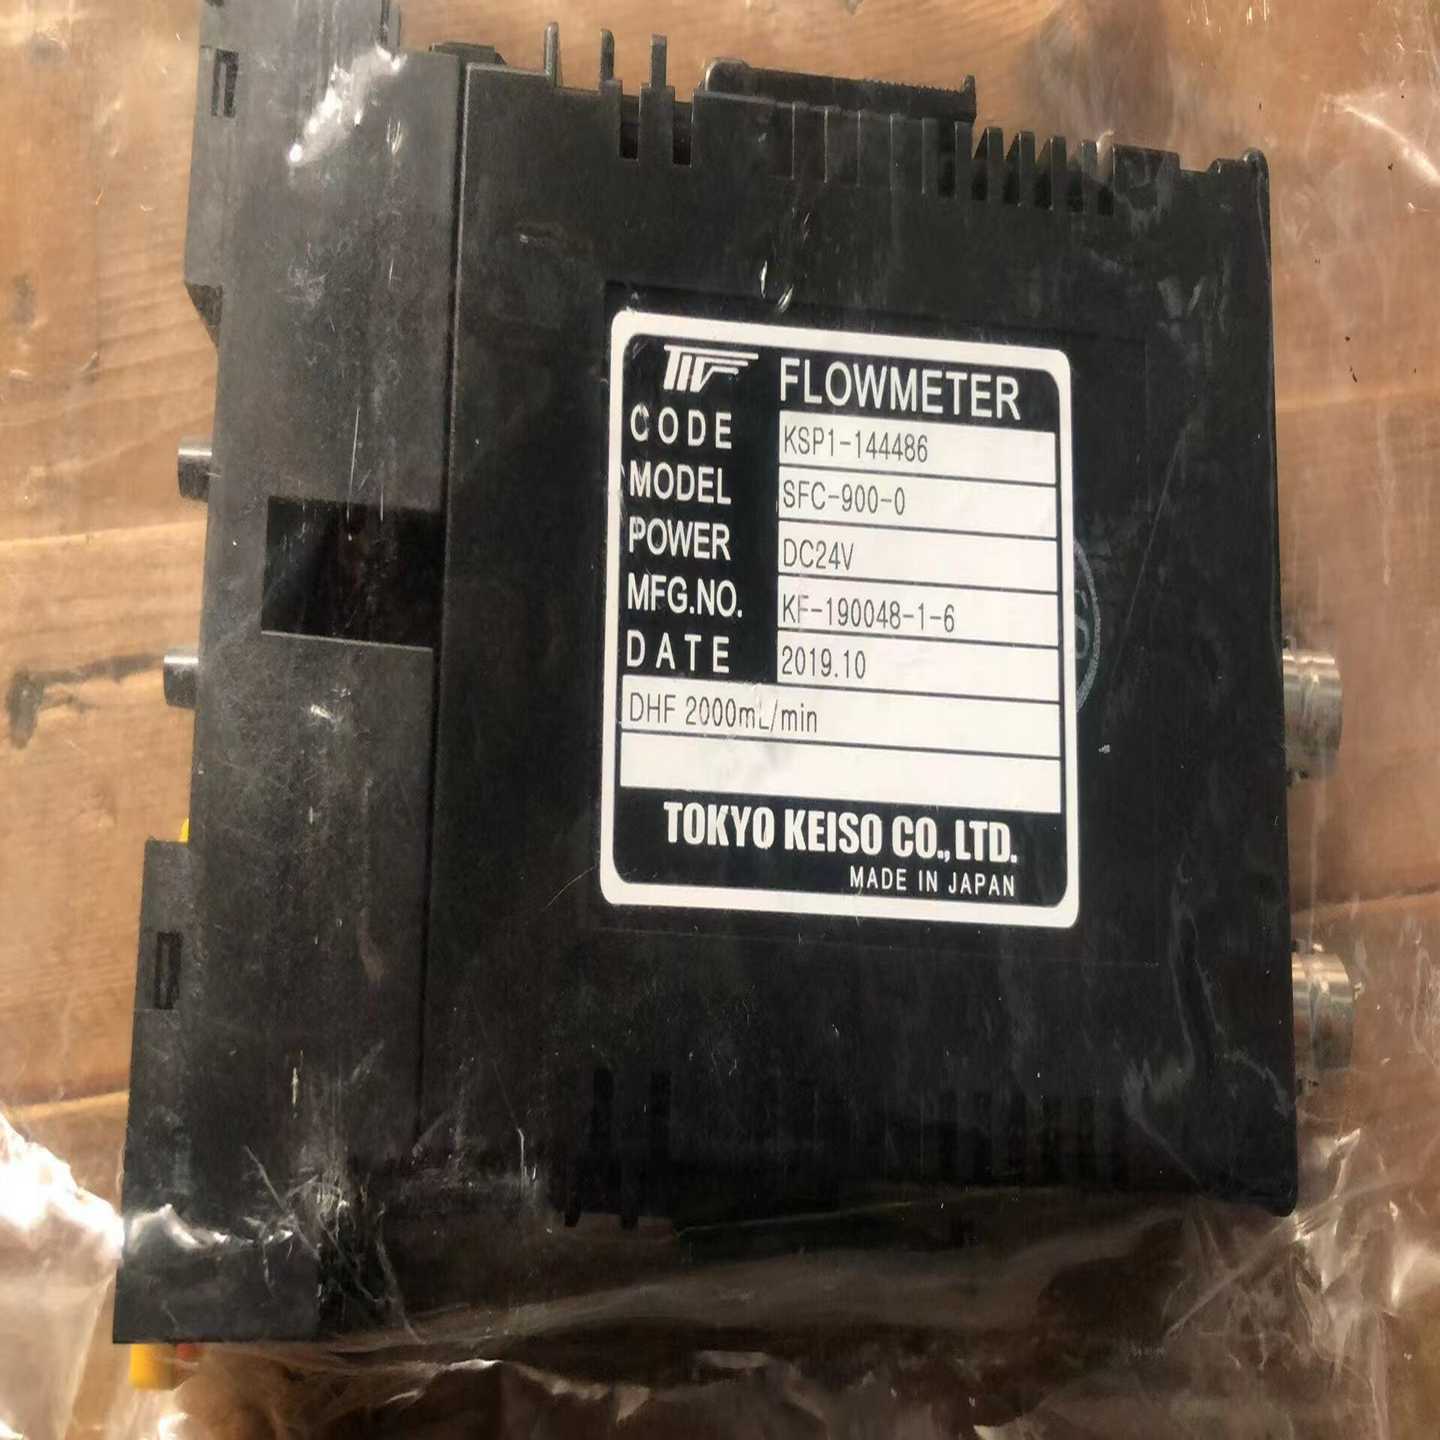 FLOWMETER
CODE KSP1-144486
MODEL SFC-900-0
POWER DC24V
MFG.NO. KF-190048-1-6
DATE 2019.10
DHF 2000mL/min
TOKYO KEISO CO.,LTD.
MADE IN JAPAN